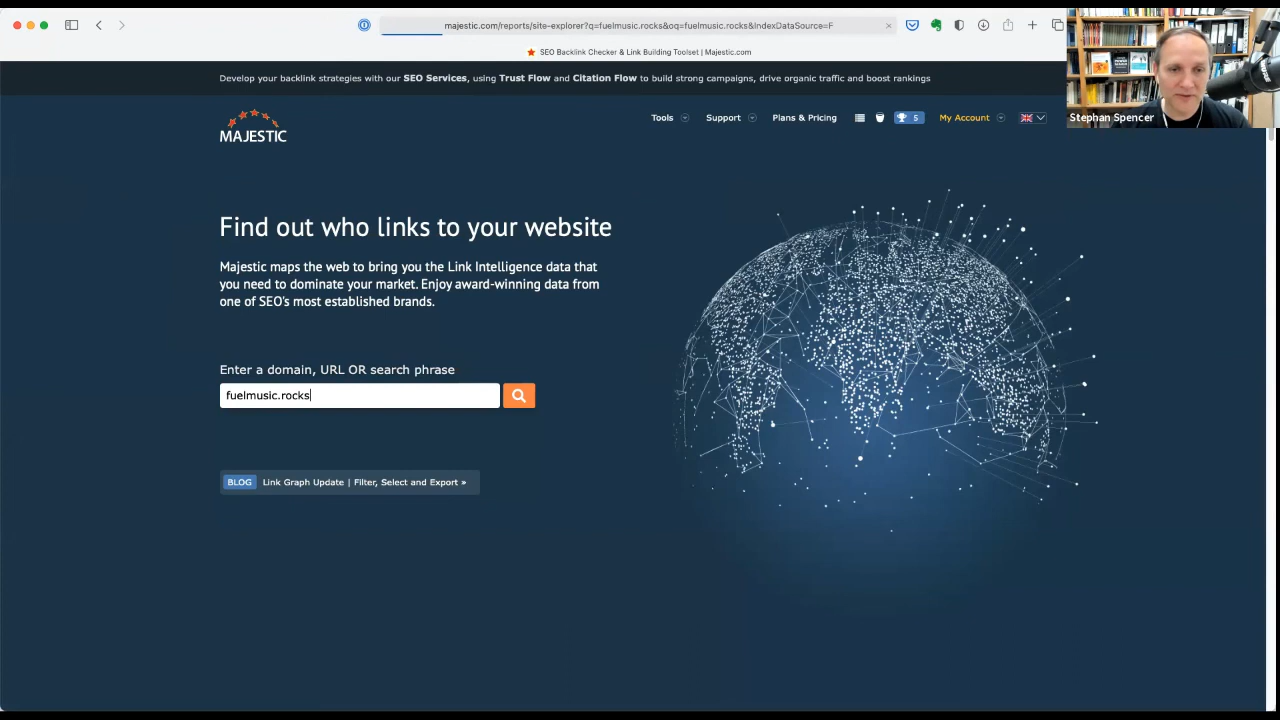 majestic.com/reports/site-explorer?q=fuelmusic.rocks&oq=fuelmusic.rocks&IndexDataSource=F
SEO Backlink Checker & Link Building Toolset | Majestic.com
Develop your backlink strategies with our SEO Services, using Trust Flow and Citation Flow to build strong campaigns, drive organic traffic and boost rankings
MAJESTIC
Tools
Support
Plans & Pricing
5
My Account
Stephan Spencer
Find out who links to your website
Majestic maps the web to bring you the Link Intelligence data that
you need to dominate your market. Enjoy award-winning data from
one of SEO's most established brands.
Enter a domain, URL OR search phrase
fuelmusic.rocks
BLOG Link Graph Update | Filter, Select and Export »